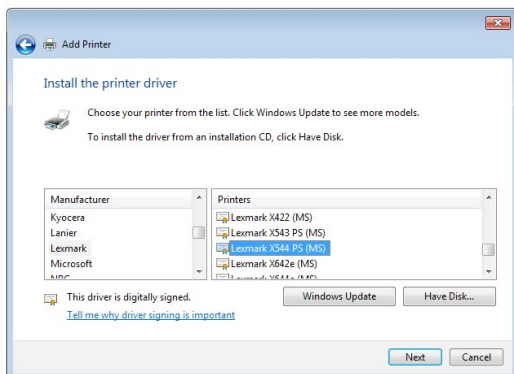 Add Printer
Install the printer driver
Choose your printer from the list. Click Windows Update to see more models.
To install the driver from an installation CD, click Have Disk.
Manufacturer
Kyocera
Lanier
Lexmark
Microsoft
Printers
Lexmark X422 (MS)
Lexmark X543 PS (MS)
Lexmark X544 PS (MS)
Lexmark X642e (MS)
This driver is digitally signed.
Tell me why driver signing is important
Windows Update
Have Disk...
Next
Cancel